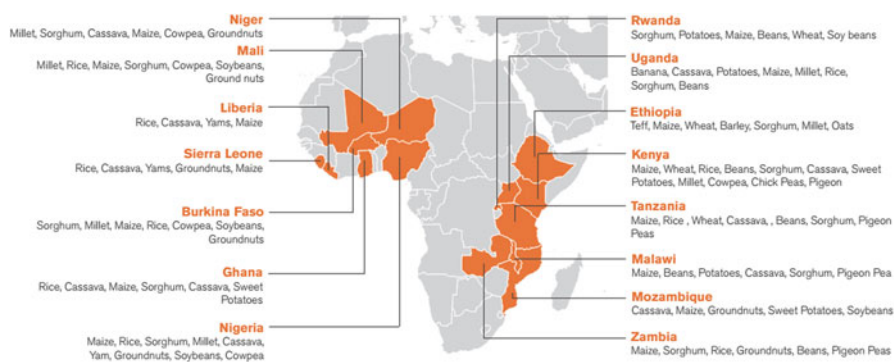 Niger
Millet, Sorghum, Cassava, Maize, Cowpea, Groundnuts
Mali
Millet, Rice, Maize, Sorghum, Cowpea, Soybeans,
Ground nuts
Liberia
Rice, Cassava, Yams, Maize
Sierra Leone
Rice, Cassava, Yams, Groundnuts, Maize
Burkina Faso
Sorghum, Millet, Maize, Rice, Cowpea, Soybeans,
Groundnuts
Ghana
Rice, Cassava, Maize, Sorghum, Cassava, Sweet
Potatoes
Nigeria
Maize, Rice, Sorghum, Millet, Cassava,
Yam, Groundnuts, Soybeans, Cowpea
Rwanda
Sorghum, Potatoes, Maize, Beans, Wheat, Soy beans
Uganda
Banana, Cassava, Potatoes, Maize, Millet, Rice,
Sorghum, Beans
Ethiopia
Teff, Maize, Wheat, Barley, Sorghum, Millet, Oats
Kenya
Maize, Wheat, Rice, Beans, Sorghum, Cassava, Sweet
Potatoes, Millet, Cowpea, Chick Peas, Pigeon
Tanzania
Maize, Rice , Wheat, Cassava, , Beans, Sorghum, Pigeon
Peas
Malawi
Maize, Beans, Potatoes, Cassava, Sorghum, Pigeon Pea
Mozambique
Cassava, Maize, Groundnuts, Sweet Potatoes, Soybeans
Zambia
Maize, Sorghum, Rice, Groundnuts, Beans, Pigeon Peas